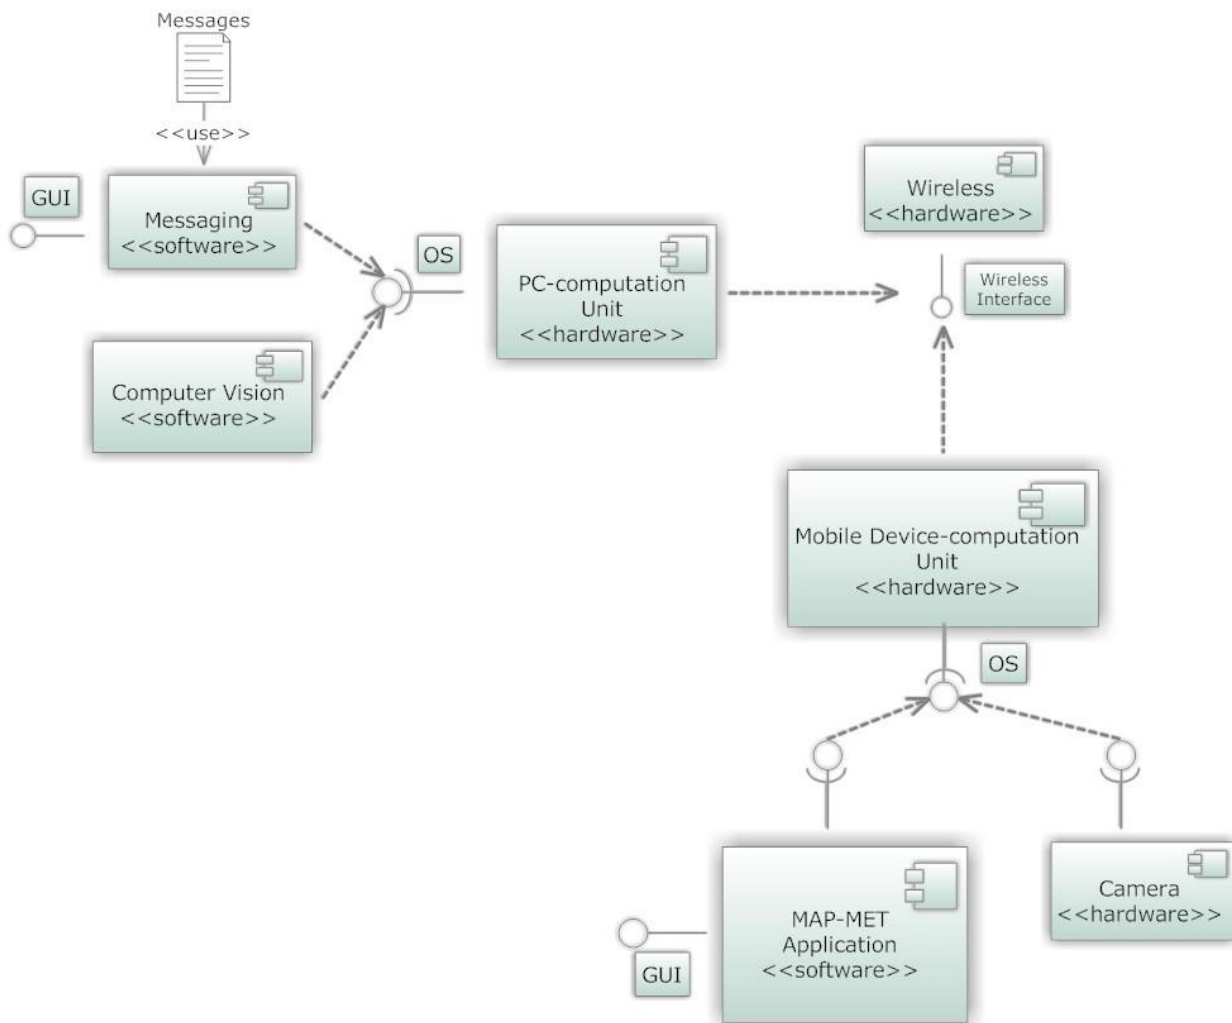 Messages
<<use>>
GUI
Messaging
<<software>>
OS
PC-computation
Unit
<<hardware>>
Wireless
<<hardware>>
Wireless
Interface
Computer Vision
<<software>>
Mobile Device-computation
Unit
<<hardware>>
OS
MAP-MET
Application
<<software>>
GUI
Camera
<<hardware>>